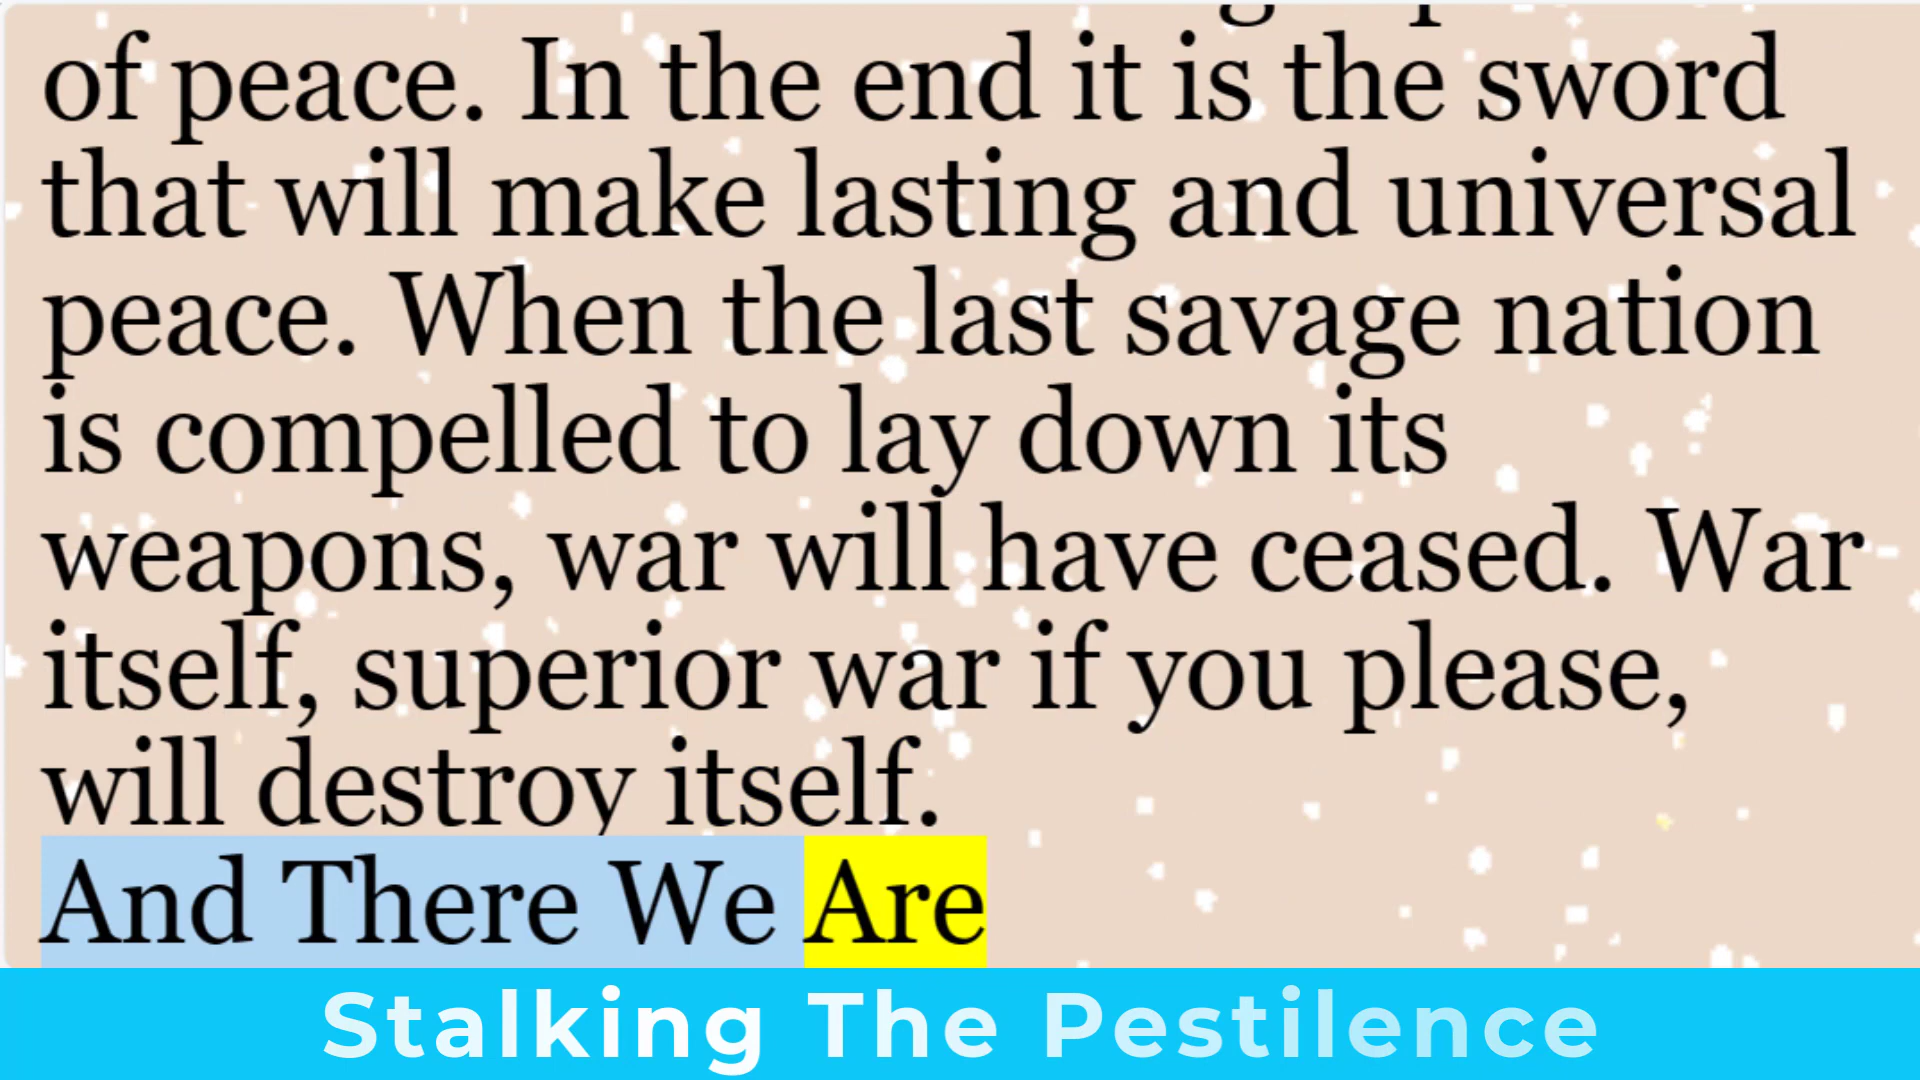 of peace. In the end it is the sword
that will make lasting and universal
peace. When the last savage nation
is compelled to lay down its
weapons, war will have ceased. War
itself, superior war if you please,
will destroy itself.
And There We Are
Stalking The Pestilence